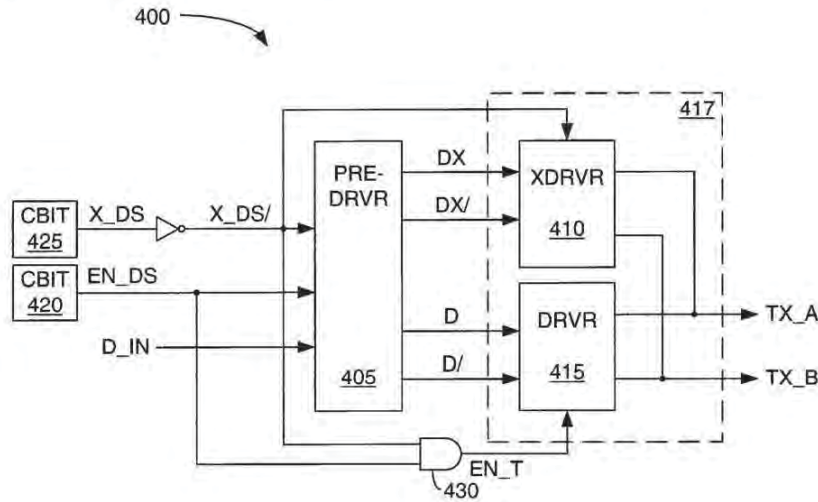 400
417
PRE-
DRVR
DX
XDRVR
DX/
410
CBIT
425
X_DS
X_DS/
CBIT
420
EN_DS
D_IN
D
DRVR
TX_A
D/
405
415
TX_B
EN_T
430